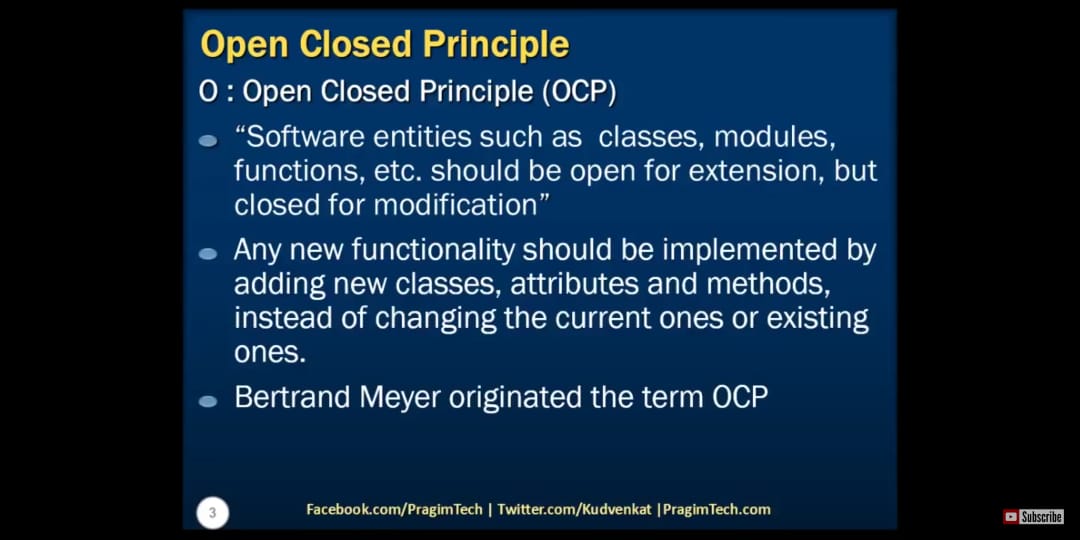 Open Closed Principle
O : Open Closed Principle (OCP)
“Software entities such as classes, modules,
functions, etc. should be open for extension, but
closed for modification”
Any new functionality should be implemented by
adding new classes, attributes and methods,
instead of changing the current ones or existing
ones.
Bertrand Meyer originated the term OCP
3
Facebook.com/PragimTech | Twitter.com/Kudvenkat |PragimTech.com
Subscribe